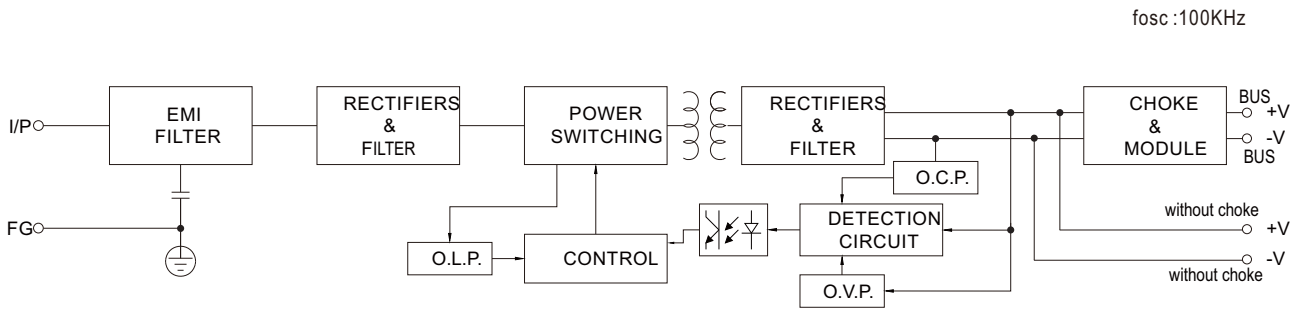 fosc :100KHz
I/P
EMI
FILTER
RECTIFIERS
&
FILTER
POWER
SWITCHING
RECTIFIERS
&
FILTER
CHOKE
&
MODULE
BUS
+V
-V
BUS
O.C.P.
FG
O.L.P.
CONTROL
DETECTION
CIRCUIT
O.V.P.
without choke
+V
-V
without choke